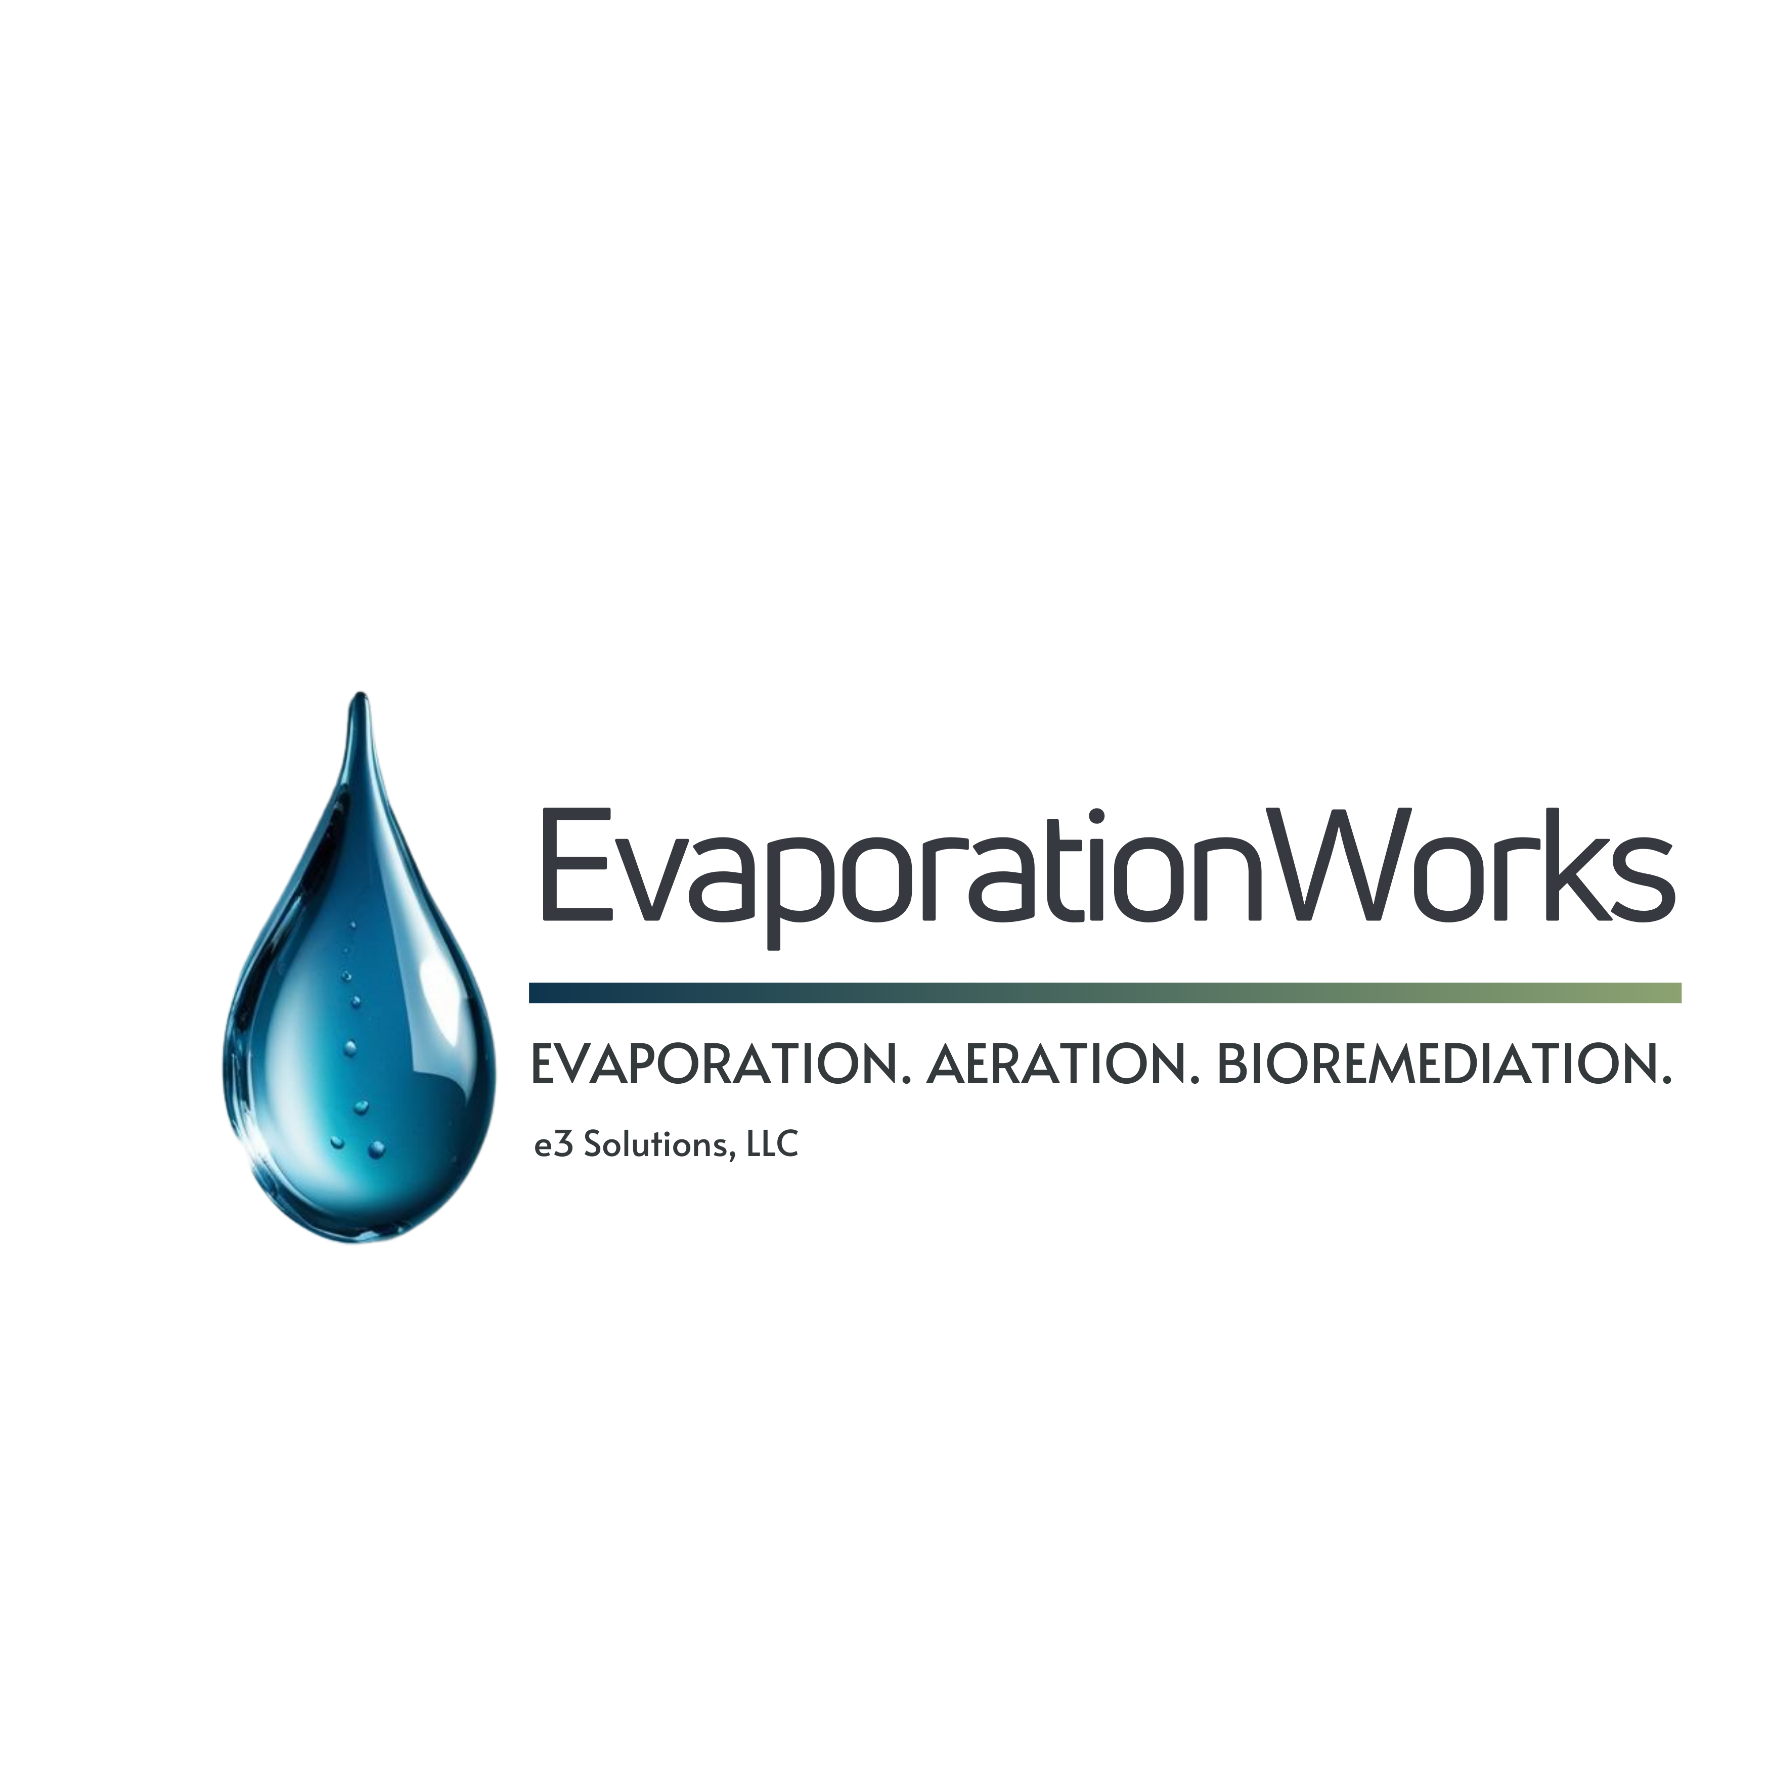 EvaporationWorks
EVAPORATION. AERATION. BIOREMEDIATION.
e3 Solutions, LLC